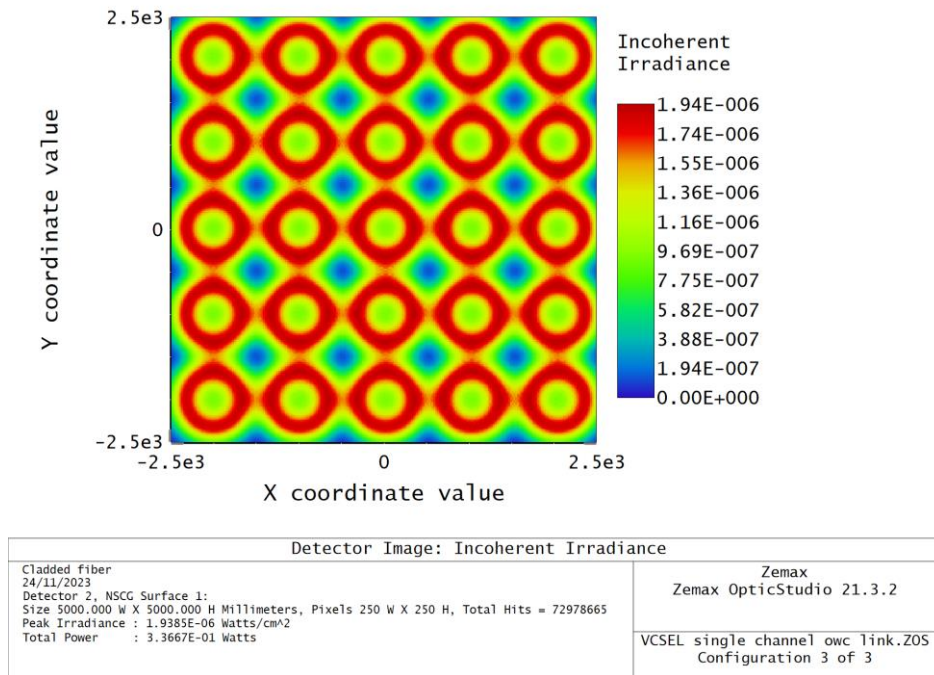 2.5e3
Incoherent
Irradiance
1.94E-006
1.74E-006
1.55E-006
1.36E-006
1.16E-006
9.69E-007
7.75E-007
5.82E-007
3.88E-007
1.94E-007
0.00E+000
Y coordinate value
0
-2.5e3
-2.5e3
0
2.5e3
X coordinate value
Detector Image: Incoherent Irradiance
Cladded fiber
24/11/2023
Detector 2, NSCG Surface 1:
Size 5000.000 W X 5000.000 H Millimeters, Pixels 250 W X 250 H, Total Hits = 72978665
Peak Irradiance : 1.9385E-06 Watts/cm^2
Total Power : 3.3667E-01 Watts
Zemax
Zemax OpticStudio 21.3.2
VCSEL single channel owc link.ZOS
Configuration 3 of 3